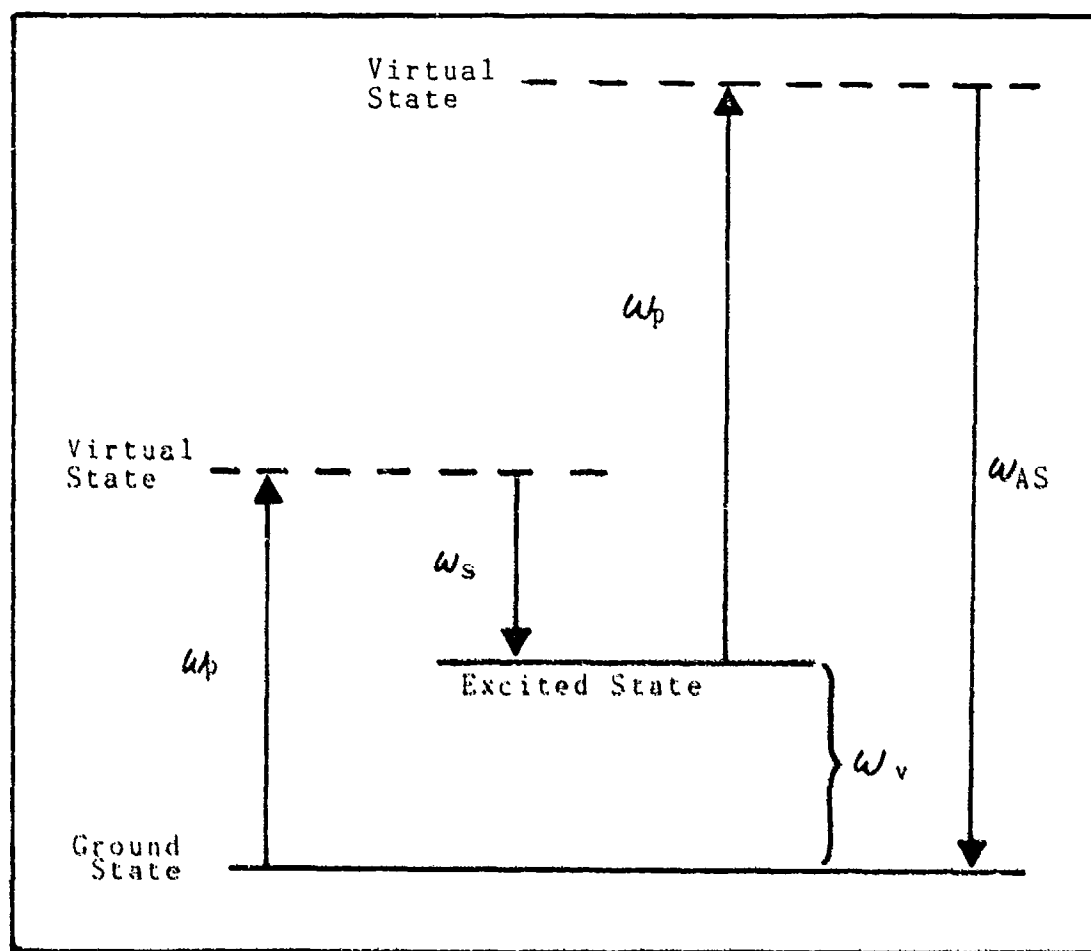 Virtual
State
ωp
Virtual
State
ωAS
ωs
ωp
Excited State
ωv
Ground
State